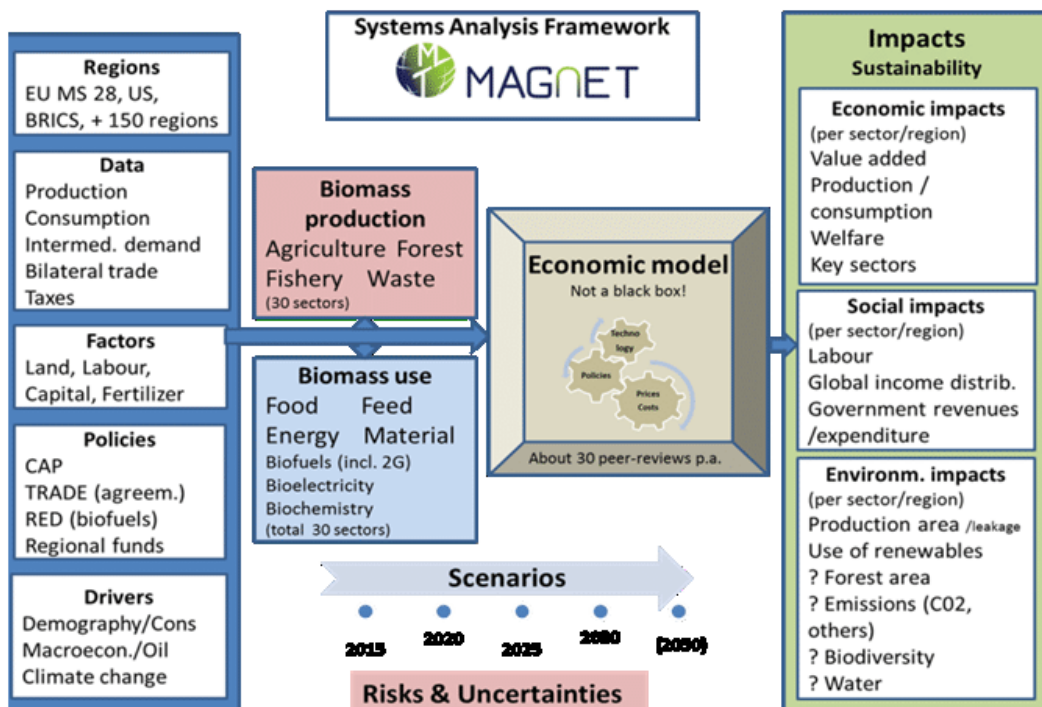 Systems Analysis Framework
MAGNET
Regions
EU MS 28, US,
BRICS, + 150 regions
Data
Production
Consumption
Intermed. demand
Bilateral trade
Taxes
Factors
Land, Labour,
Capital, Fertilizer
Policies
CAP
TRADE (agreem.)
RED (biofuels)
Regional funds
Drivers
Demography/Cons
Macroecon./Oil
Climate change
Biomass
production
Agriculture Forest
Fishery Waste
(30 sectors)
Biomass use
Food Feed
Energy Material
Biofuels (incl. 2G)
Bioelectricity
Biochemistry
(total 30 sectors)
Economic model
Not a black box!
Techno
logy
Policies
Prices
Costs
About 30 peer-reviews p.a.
Scenarios
2015
2020
2025
(2050)
Risks & Uncertainties
Impacts
Sustainability
Economic impacts
(per sector/region)
Value added
Production /
consumption
Welfare
Key sectors
Social impacts
(per sector/region)
Labour
Global income distrib.
Government revenues
/expenditure
Environm. impacts
(per sector/region)
Production area /leakage
Use of renewables
? Forest area
? Emissions (C02,
others)
? Biodiversity
? Water